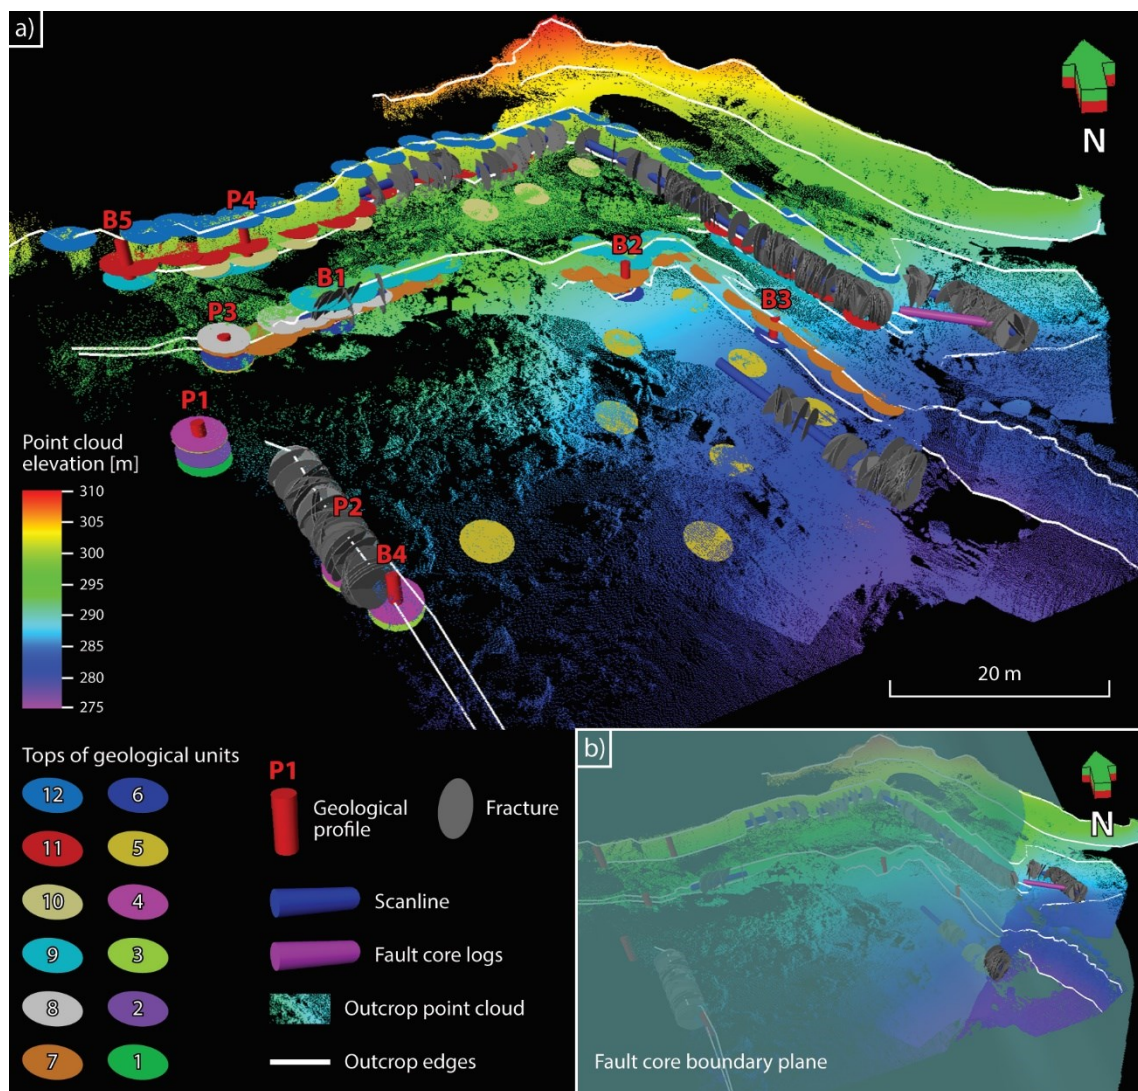 a)
N
P4
B5
B2
B1
B3
P3
P1
Point cloud
elevation [m]
310
305
300
295
290
285
280
275
P2
B4
20 m
Tops of geological units
12 6
11 5
10 4
9 3
8 2
7 1
P1
Geological
profile
Fracture
Scanline
Fault core logs
Outcrop point cloud
Outcrop edges
b)
N
Fault core boundary plane